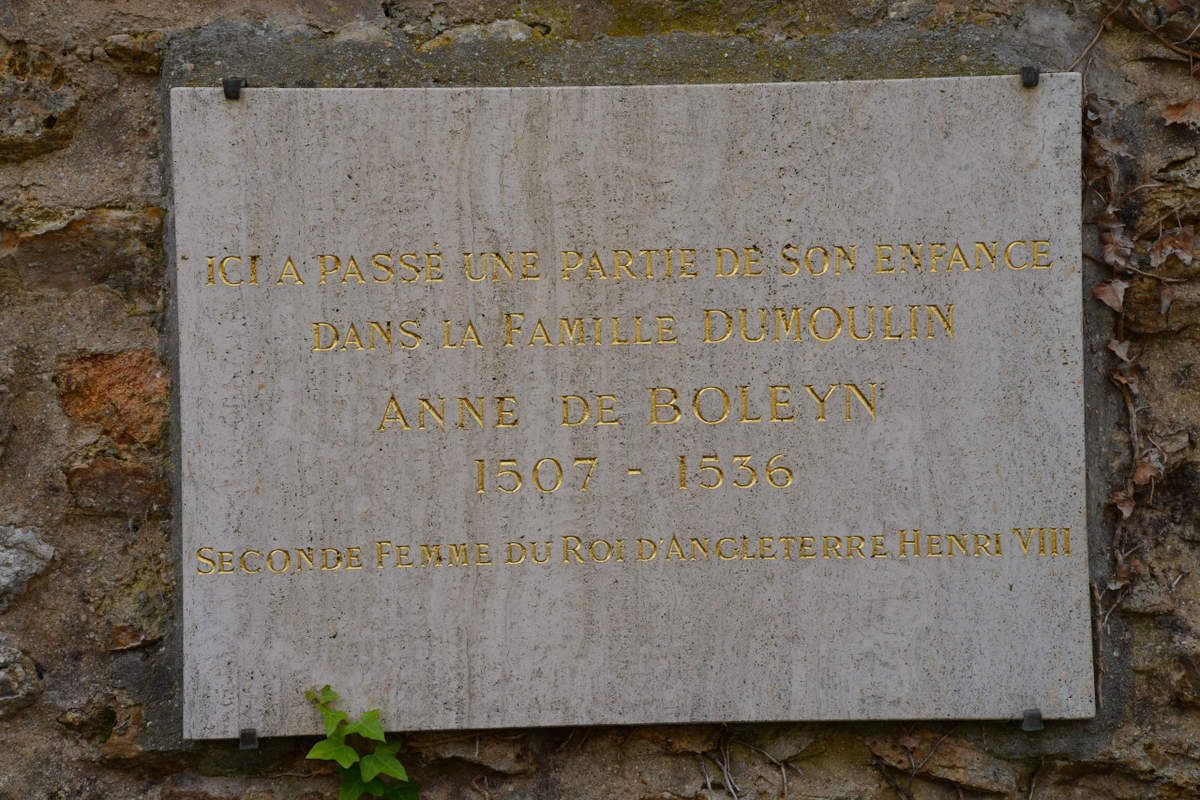 ICI A PASSÉ UNE PARTIE DE SON ENFANCE
DANS LA FAMILLE DUMOULIN
ANNE DE BOLEYN
1507 - 1536
SECONDE FEMME DU ROI D'ANGLETERRE HENRI VIII